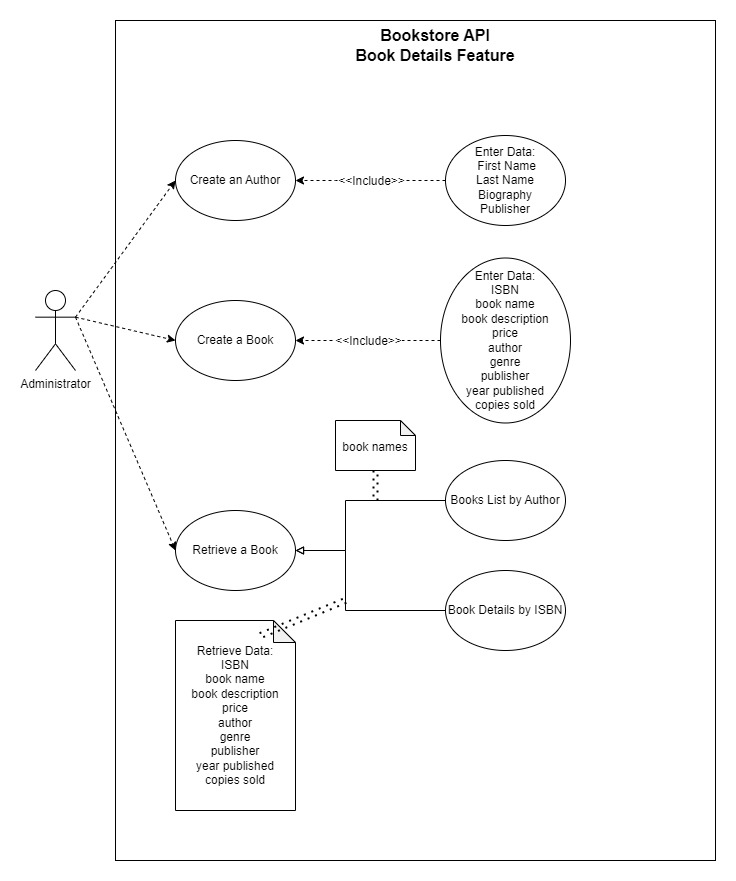 Bookstore API
Book Details Feature
Create an Author
<<Include>>
Enter Data:
First Name
Last Name
Biography
Publisher
Administrator
Create a Book
<<Include>>
Enter Data:
ISBN
book name
book description
price
author
genre
publisher
year published
copies sold
book names
Books List by Author
Retrieve a Book
Book Details by ISBN
Retrieve Data:
ISBN
book name
book description
price
author
genre
publisher
year published
copies sold